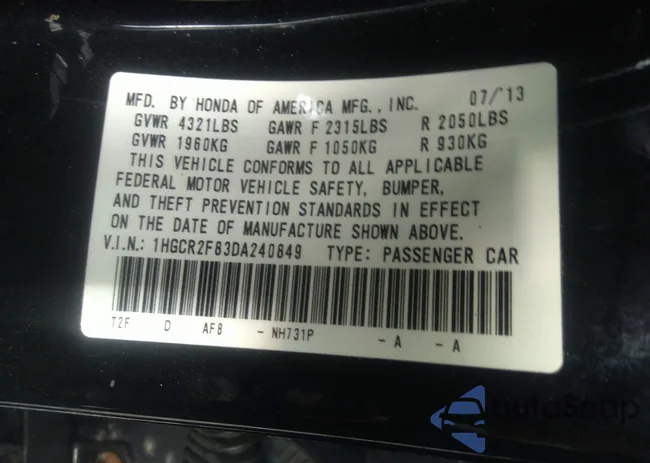 MFD. BY HONDA OF AMERICA MFG., INC. 07/'13
GVWR 4321LBS GAWR F 2315LBS R 2050LBS
GVWR 1960KG GAWR F 1050KG R 930KG
THIS VEHICLE CONFORMS TO ALL APPLICABLE
FEDERAL MOTOR VEHICLE SAFETY, BUMPER,
AND THEFT PREVENTION STANDARDS IN EFFECT
ON THE DATE OF MANUFACTURE SHOWN ABOVE.
V.I.N.: 1HGCR2F83DA240849 TYPE: PASSENGER CAR
T2F D AF8 - NH731P - A - A
autoSnap